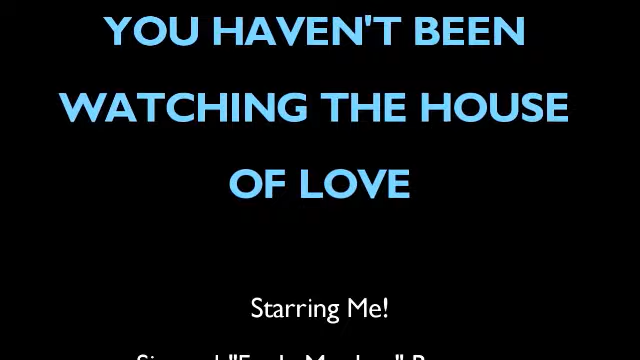 YOU HAVEN'T BEEN
WATCHING THE HOUSE
OF LOVE
Starring Me!